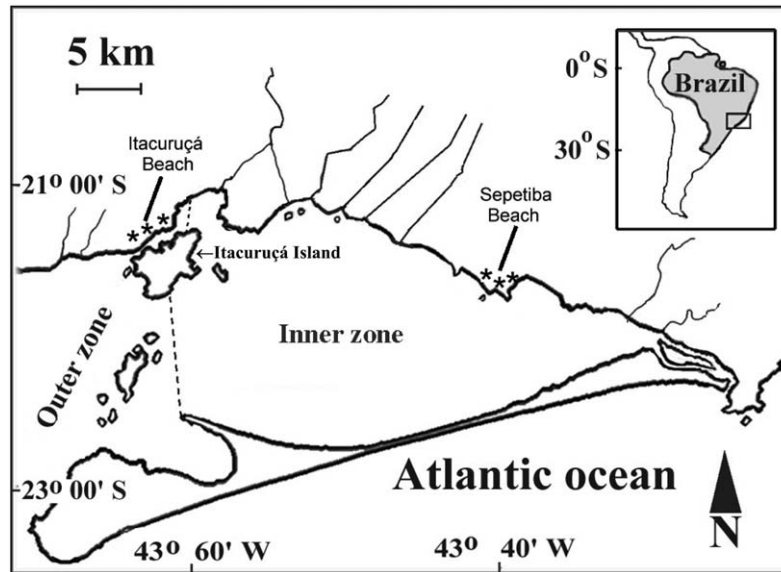 5 km
0° S
Brazil
30° S
21° 00' S
Itacuruçá
Beach
* * *
Sepetiba
Beach
* * *
←Itacuruçá Island
Inner zone
Outer zone
Atlantic ocean
23° 00' S
N
43° 60' W
43° 40' W